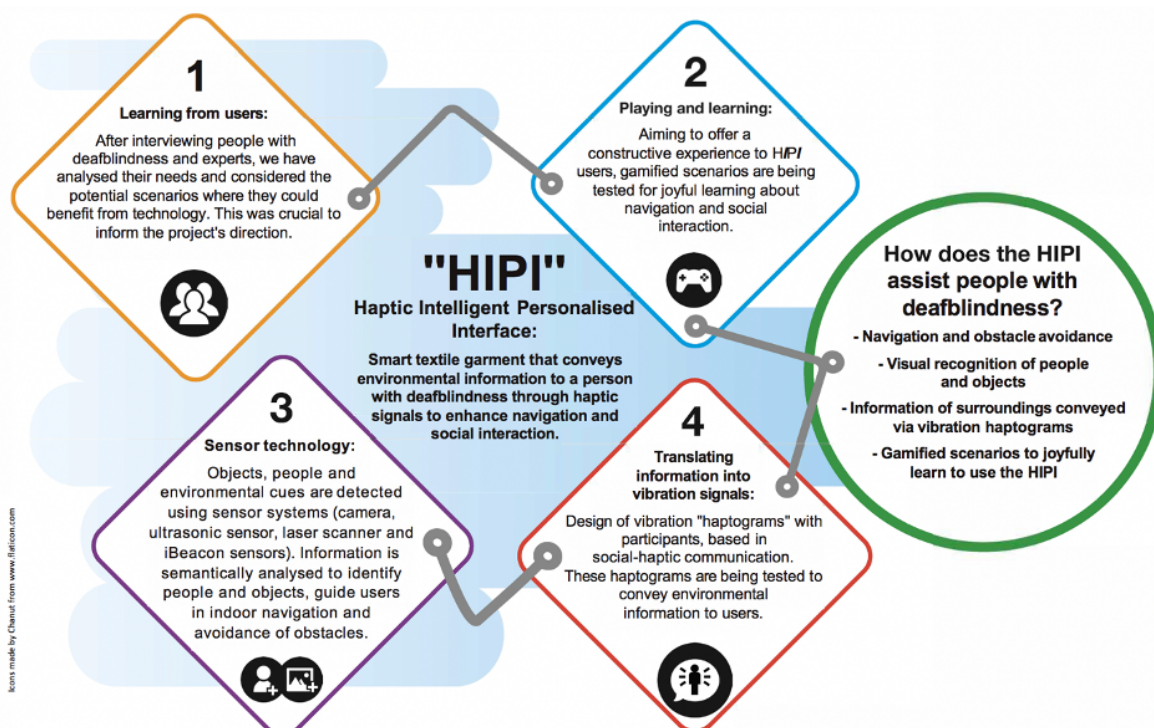 1
Learning from users:
After interviewing people with
deafblindness and experts, we have
analysed their needs and considered the
potential scenarios where they could
benefit from technology. This was crucial to
inform the project's direction.
2
Playing and learning:
Aiming to offer a
constructive experience to HIPI
users, gamified scenarios are being
tested for joyful learning about
navigation and social
interaction.
"HIPI"
Haptic Intelligent Personalised
Interface:
Smart textile garment that conveys
environmental information to a person
with deafblindness through haptic
signals to enhance navigation and
social interaction.
3
Sensor technology:
Objects, people and
environmental cues are detected
using sensor systems (camera,
ultrasonic sensor, laser scanner and
iBeacon sensors). Information is
semantically analysed to identify
people and objects, guide users
in indoor navigation and
avoidance of obstacles.
4
Translating
information into
vibration signals:
Design of vibration "haptograms" with
participants, based in
social-haptic communication.
These haptograms are being tested to
convey environmental
information to users.
How does the HIPI
assist people with
deafblindness?
- Navigation and obstacle avoidance
- Visual recognition of people
and objects
- Information of surroundings conveyed
via vibration haptograms
- Gamified scenarios to joyfully
learn to use the HIPI
Icons made by Chanut from www.flaticon.com